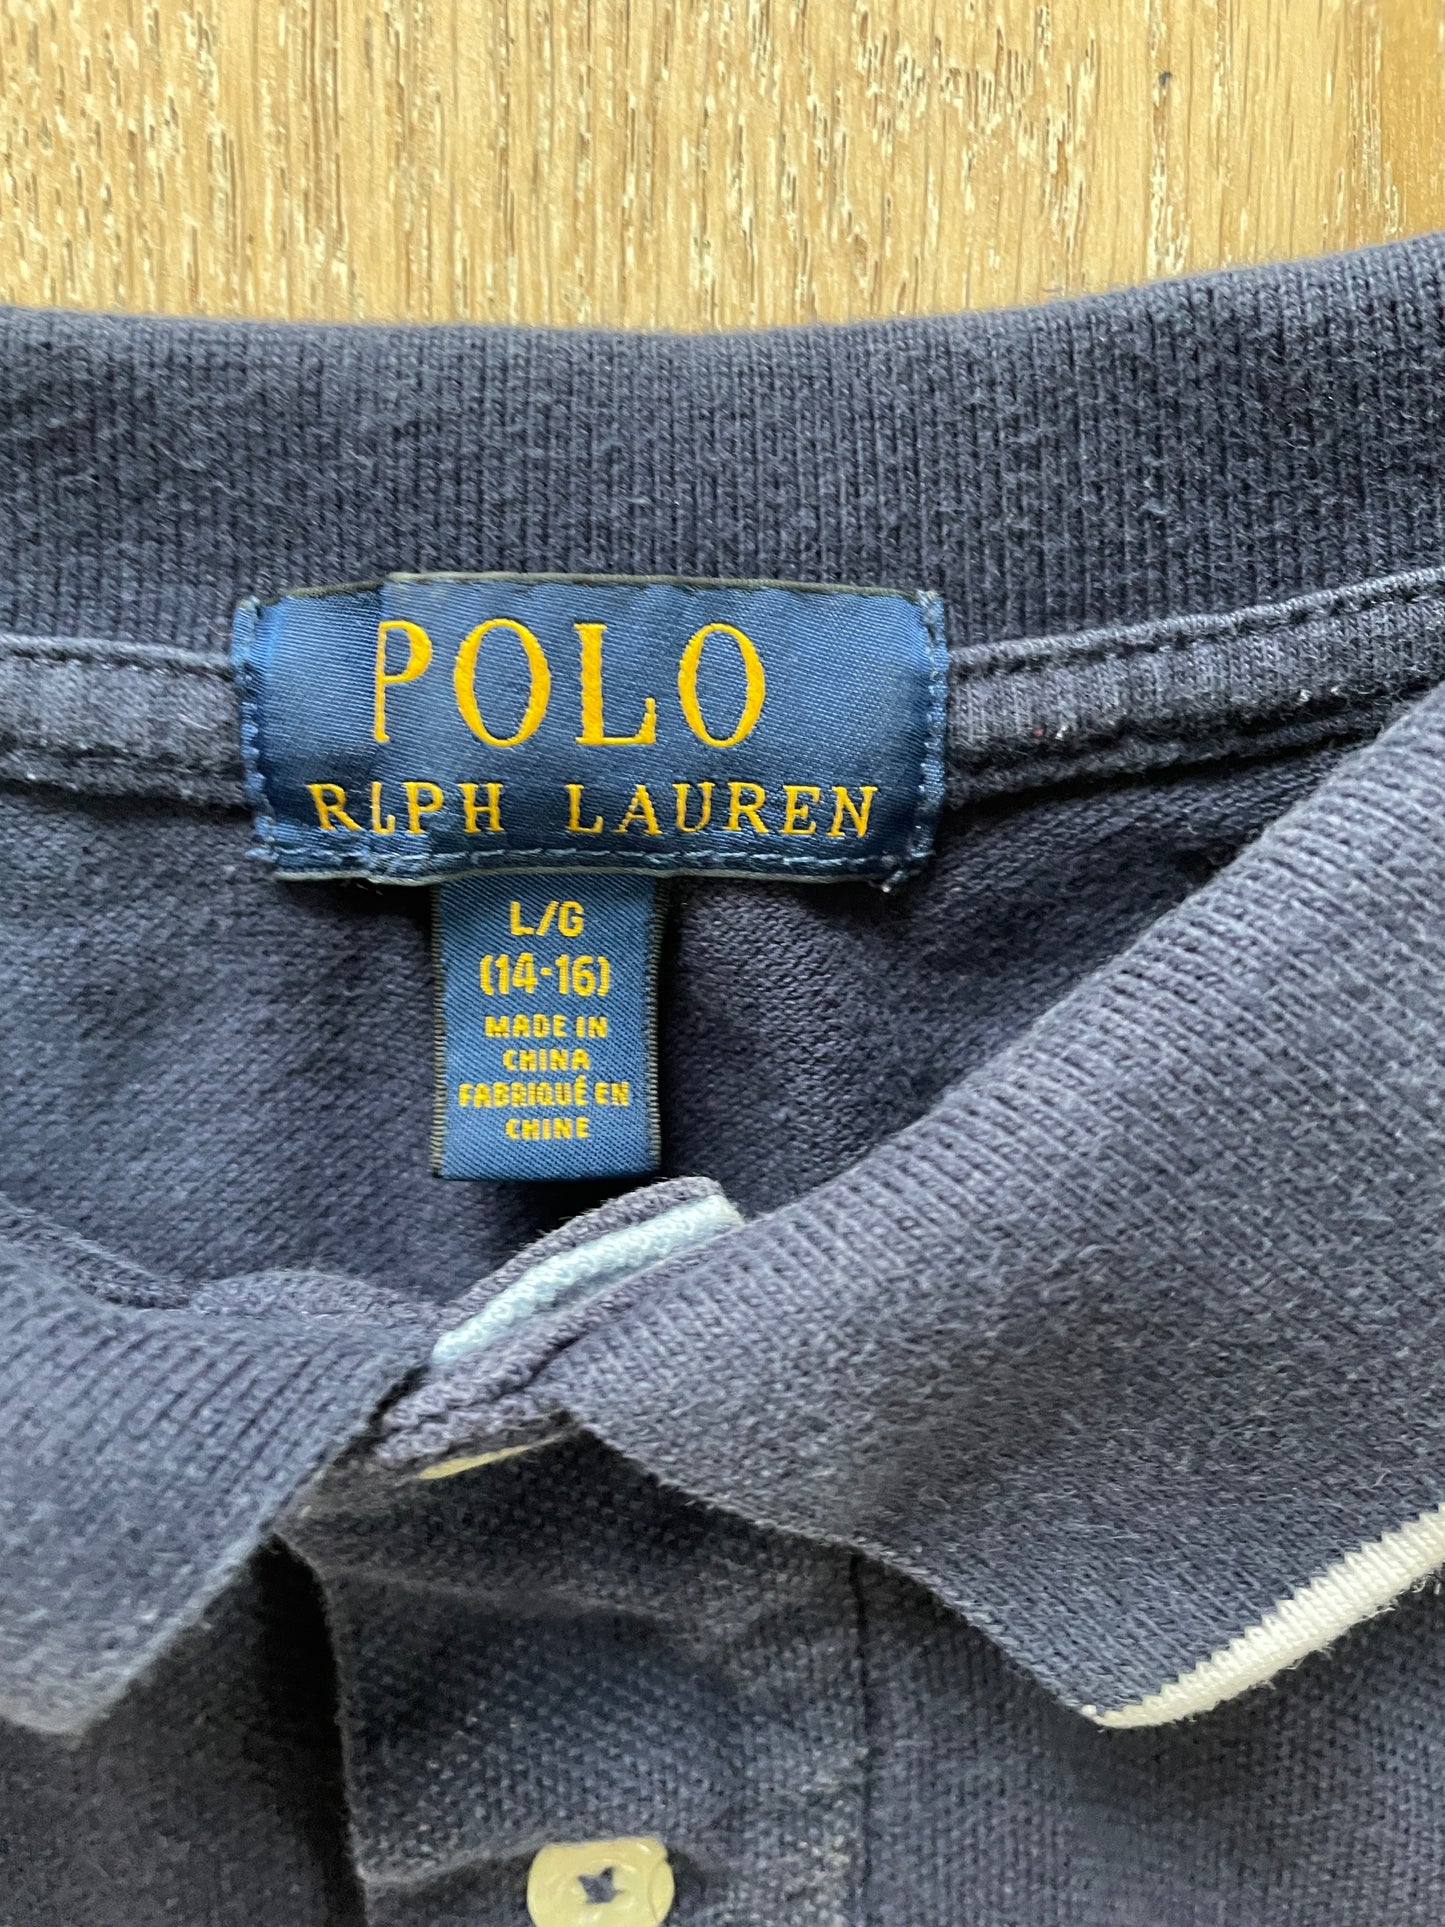 POLO
RLPH LAUREN
L/G
(14-16)
MADE IN
CHINA
FABRIQUÉ EN
CHINE